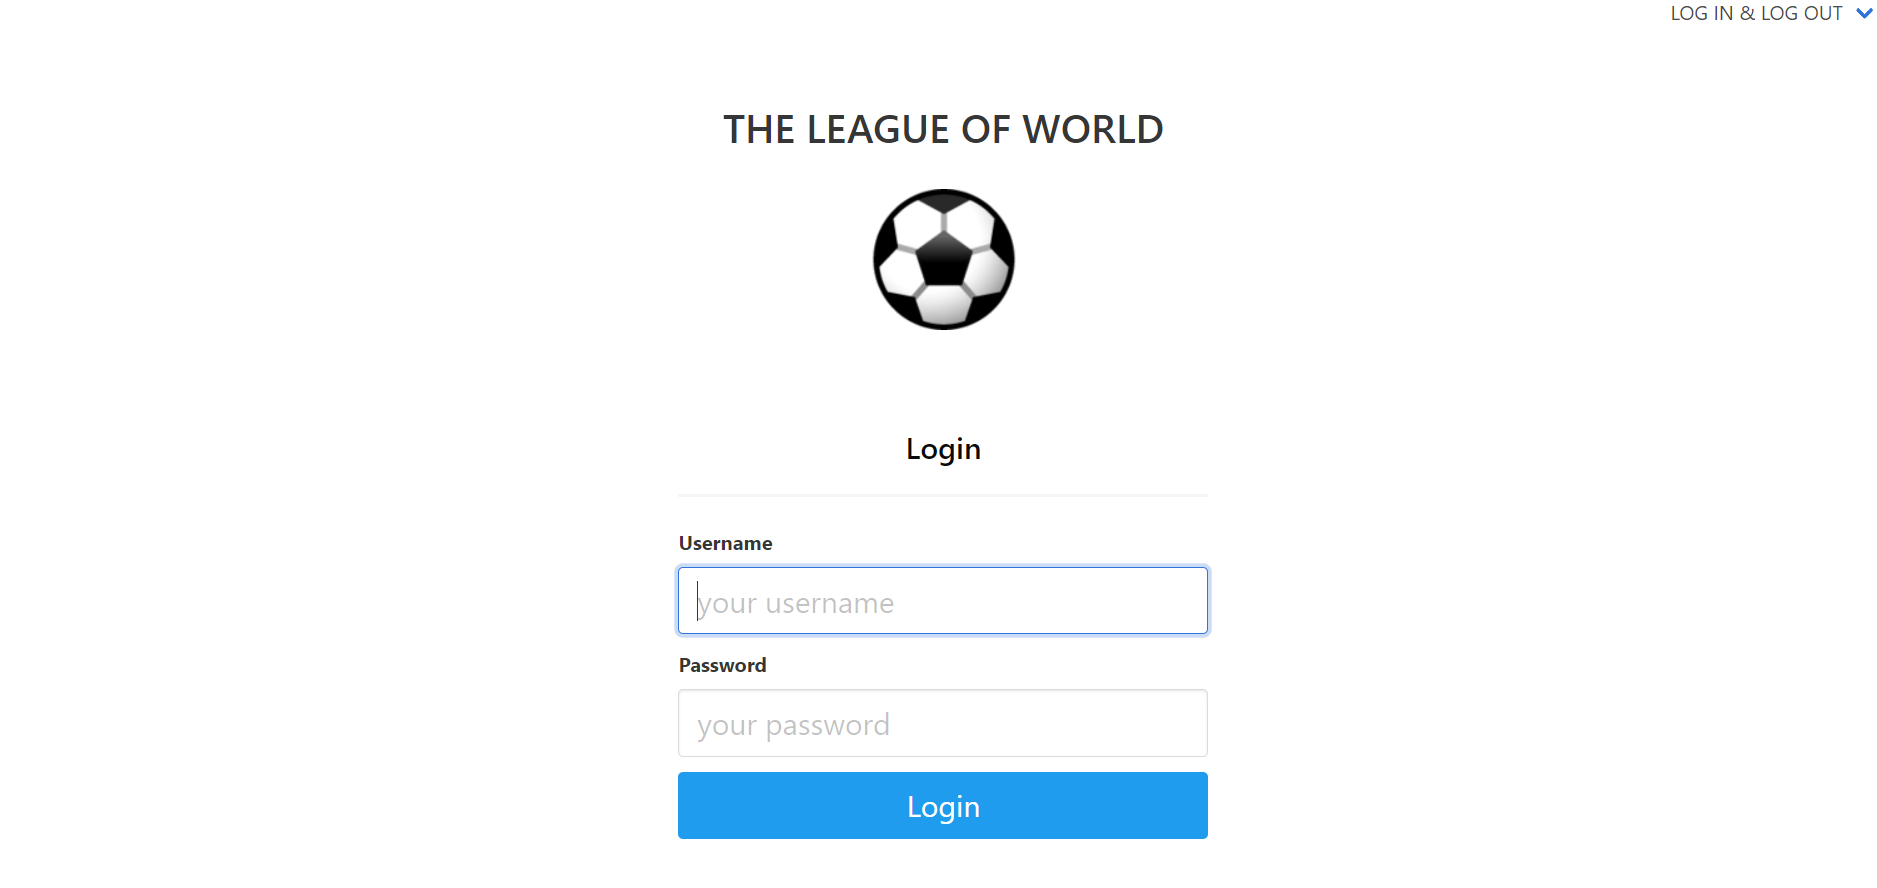 LOG IN & LOG OUT
THE LEAGUE OF WORLD
Login
Username
your username
Password
your password
Login